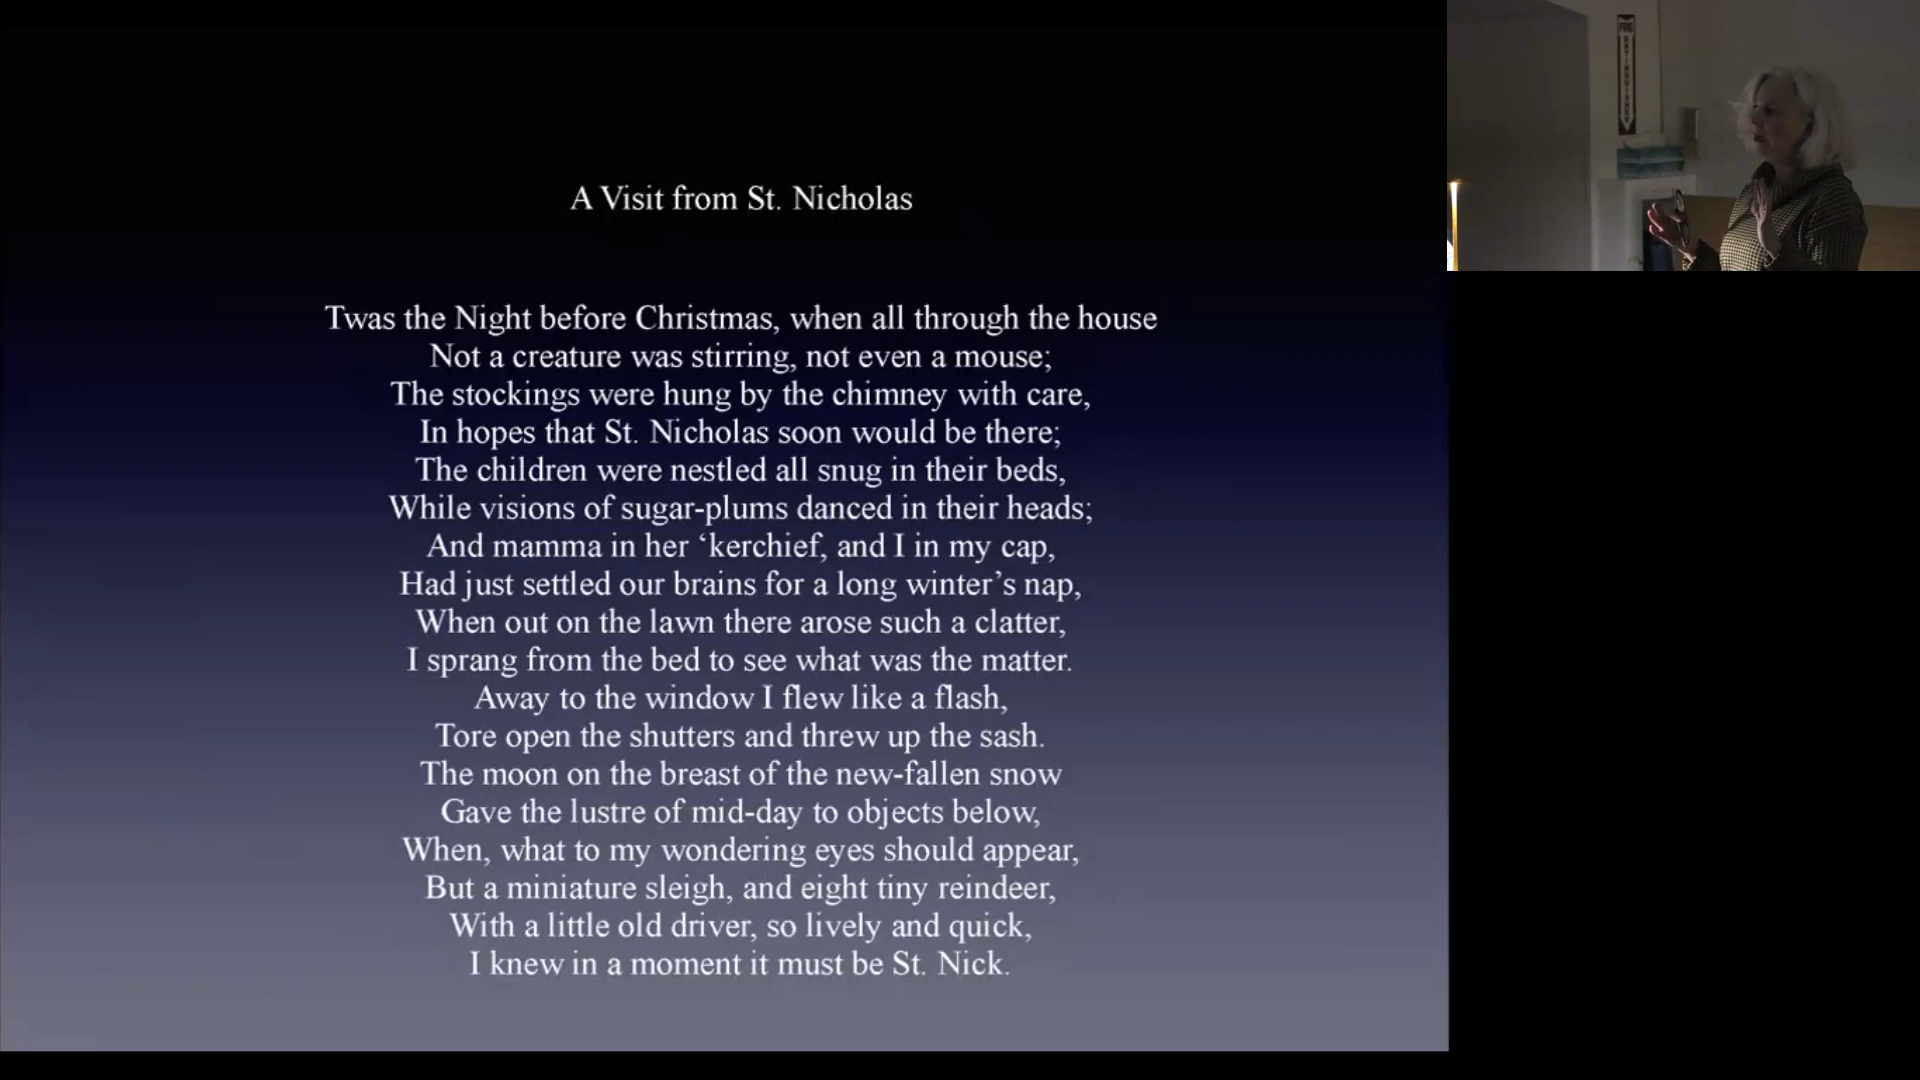 A Visit from St. Nicholas
Twas the Night before Christmas, when all through the house
Not a creature was stirring, not even a mouse;
The stockings were hung by the chimney with care,
In hopes that St. Nicholas soon would be there;
The children were nestled all snug in their beds,
While visions of sugar-plums danced in their heads;
And mamma in her ‘kerchief, and I in my cap,
Had just settled our brains for a long winter’s nap,
When out on the lawn there arose such a clatter,
I sprang from the bed to see what was the matter.
Away to the window I flew like a flash,
Tore open the shutters and threw up the sash.
The moon on the breast of the new-fallen snow
Gave the lustre of mid-day to objects below,
When, what to my wondering eyes should appear,
But a miniature sleigh, and eight tiny reindeer,
With a little old driver, so lively and quick,
I knew in a moment it must be St. Nick.
FIRE EXTINGUISHER